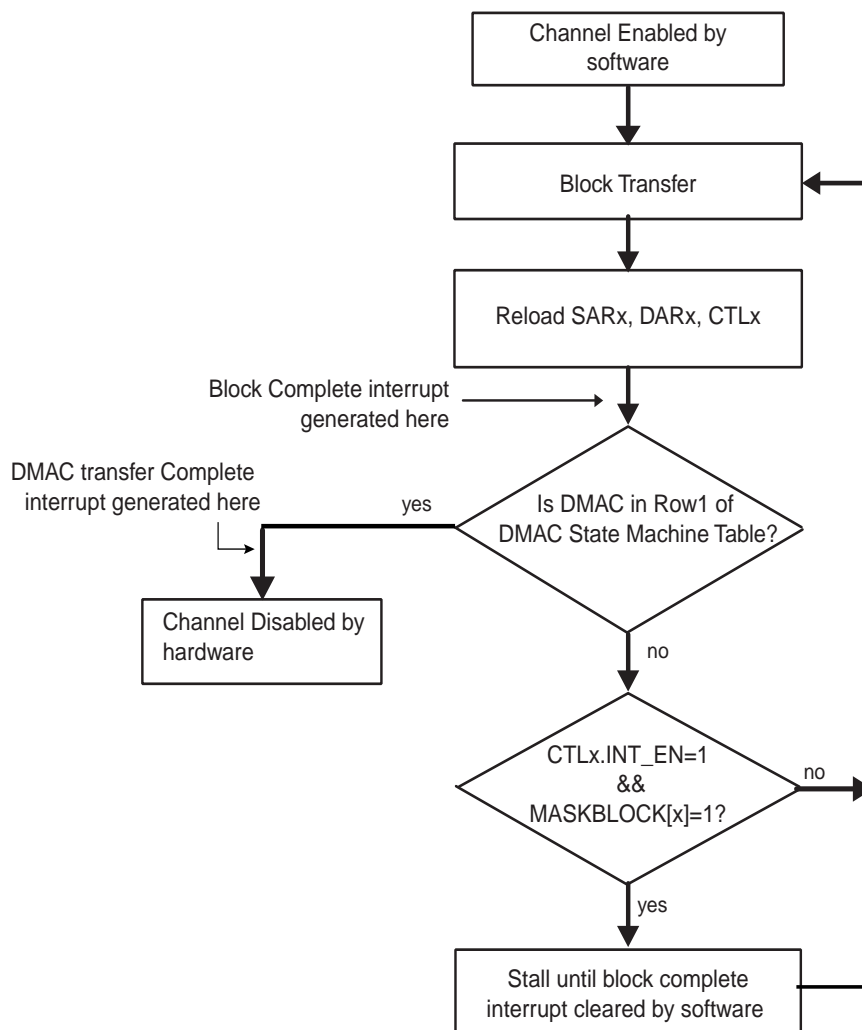 Channel Enabled by
software
Block Transfer
Reload SARx, DARx, CTLx
Block Complete interrupt
generated here
DMAC transfer Complete
interrupt generated here
yes
Is DMAC in Row1 of
DMAC State Machine Table?
Channel Disabled by
hardware
no
CTLx.INT_EN=1
&&
MASKBLOCK[x]=1?
no
yes
Stall until block complete
interrupt cleared by software